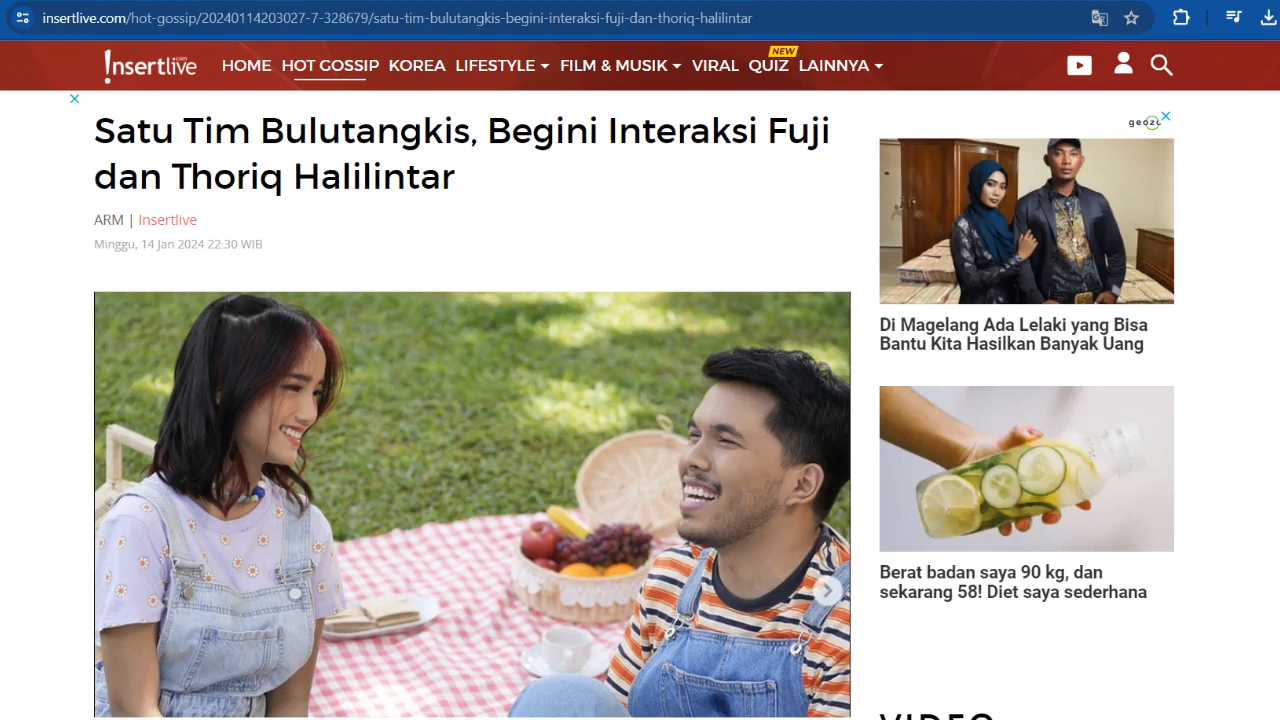 insertlive.com/hot-gossip/20240114203027-7-328679/satu-tim-bulutangkis-begini-interaksi-fuji-dan-thoriq-halilintar
!nsertlive.com HOME HOT GOSSIP KOREA LIFESTYLE FILM & MUSIK VIRAL QUIZ NEW LAINNYA
Satu Tim Bulutangkis, Begini Interaksi Fuji
dan Thoriq Halilintar
ARM | Insertlive
Minggu, 14 Jan 2024 22:30 WIB
Di Magelang Ada Lelaki yang Bisa
Bantu Kita Hasilkan Banyak Uang
Berat badan saya 90 kg, dan
sekarang 58! Diet saya sederhana
VIDEO